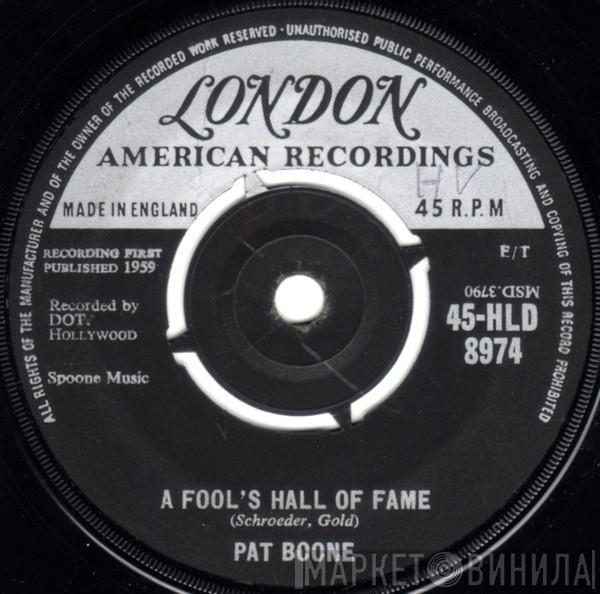 ALL RIGHTS OF THE MANUFACTURER AND OF THE OWNER OF THE RECORDED WORK RESERVED · UNAUTHORISED PUBLIC PERFORMANCE BROADCASTING AND COPYING OF THIS RECORD PROHIBITED
LONDON
AMERICAN RECORDINGS
HV
MADE IN ENGLAND
45 R.P.M
RECORDING FIRST
PUBLISHED 1959
E/T
MSD.3790
Recorded by
DOT.
HOLLYWOOD
45-HLD
8974
Spoone Music
A FOOL'S HALL OF FAME
(Schroeder, Gold)
PAT BOONE
МАРКЕТ ВИНИЛА